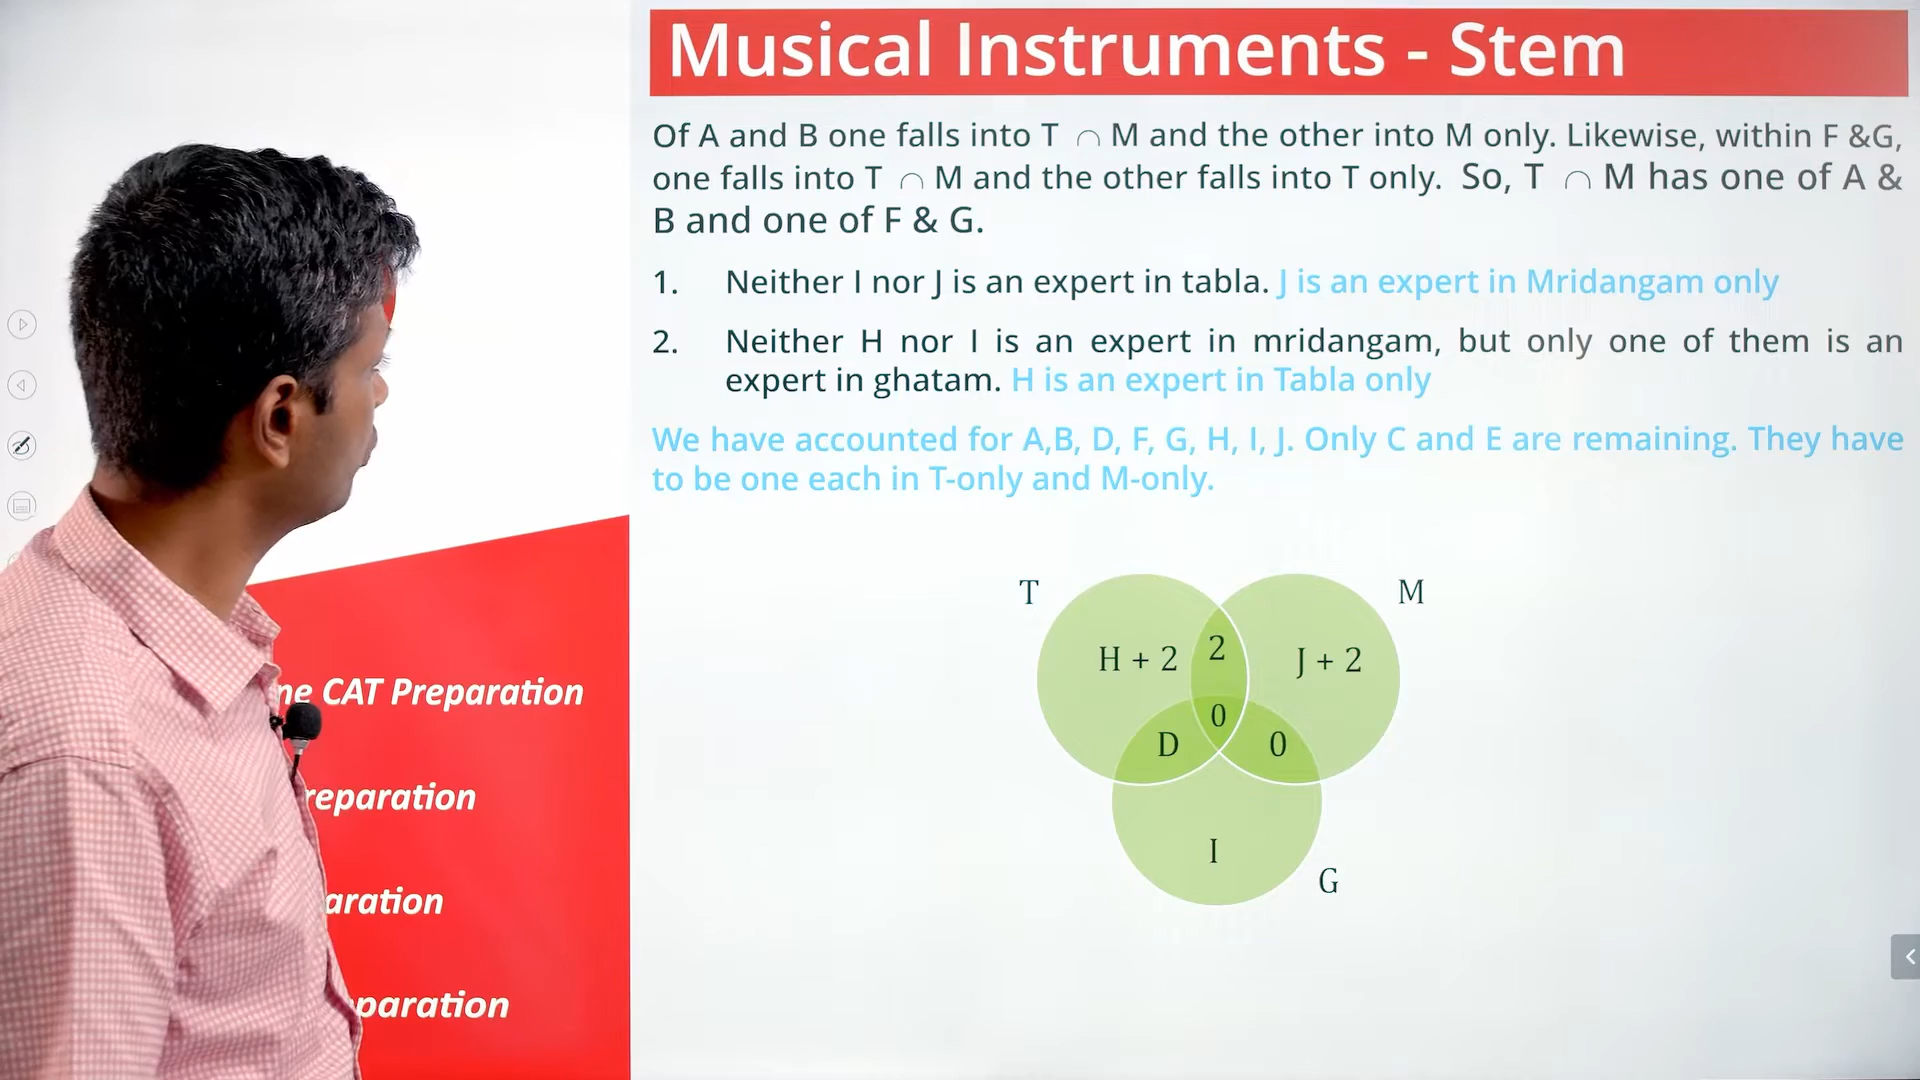 Musical Instruments - Stem
Of A and B one falls into T ∩ M and the other into M only. Likewise, within F &G,
one falls into T ∩ M and the other falls into T only. So, T ∩ M has one of A &
B and one of F & G.
1. Neither I nor J is an expert in tabla. J is an expert in Mridangam only
2. Neither H nor I is an expert in mridangam, but only one of them is an
expert in ghatam. H is an expert in Tabla only
We have accounted for A,B, D, F, G, H, I, J. Only C and E are remaining. They have
to be one each in T-only and M-only.
T
M
H + 2
2
J + 2
0
D
0
I
G
ne CAT Preparation
reparation
aration
paration